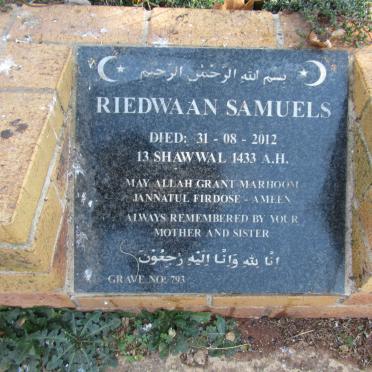 بسم الله الرحمن الرحيم
RIEDWAAN SAMUELS
DIED: 31 - 08 - 2012
13 SHAWWAL 1433 A.H.
MAY ALLAH GRANT MARHOOM
JANNATUL FIRDOSE - AMEEN
ALWAYS REMEMBERED BY YOUR
MOTHER AND SISTER
انا لله وانا اليه رجعون
GRAVE NO: 793